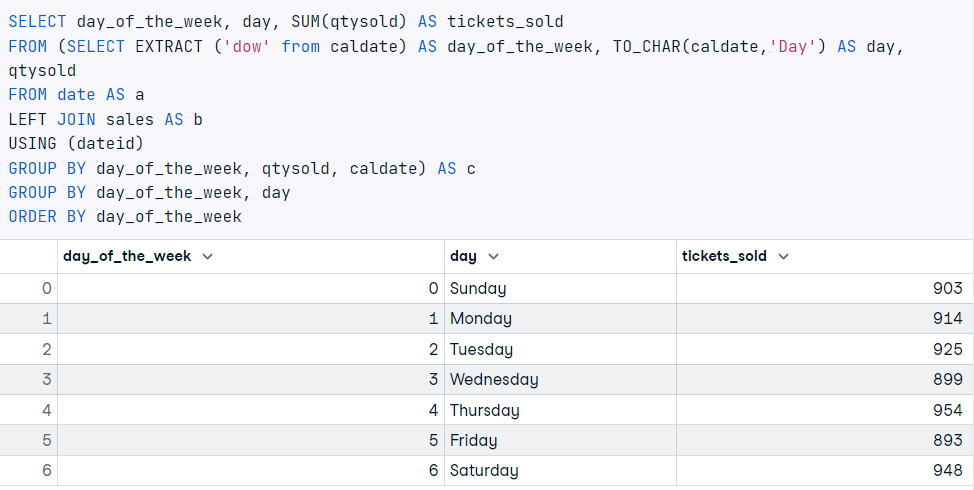 SELECT day_of_the_week, day, SUM(qtysold) AS tickets_sold
FROM (SELECT EXTRACT ('dow' from caldate) AS day_of_the_week, TO_CHAR(caldate,'Day') AS day,
qtysold
FROM date AS a
LEFT JOIN sales AS b
USING (dateid)
GROUP BY day_of_the_week, qtysold, caldate) AS c
GROUP BY day_of_the_week, day
ORDER BY day_of_the_week
day_of_the_week day tickets_sold
0 0 Sunday 903
1 1 Monday 914
2 2 Tuesday 925
3 3 Wednesday 899
4 4 Thursday 954
5 5 Friday 893
6 6 Saturday 948